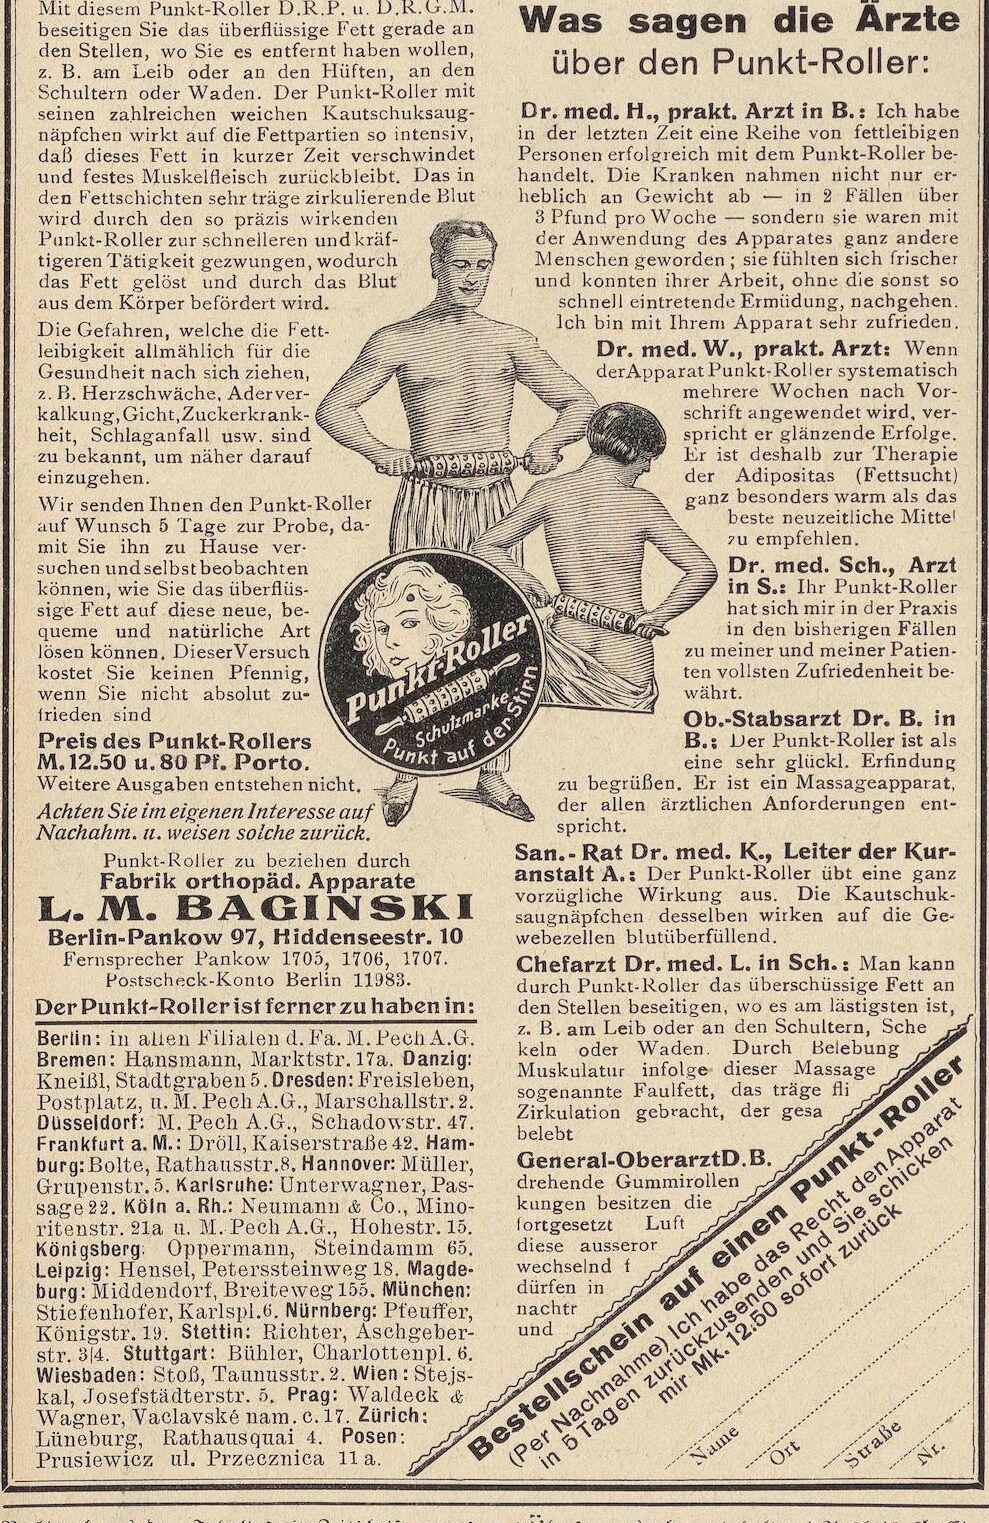 Mit diesem Punkt-Roller D.R.P. u. D.R.G.M.
beseitigen Sie das überflüssige Fett gerade an
den Stellen, wo Sie es entfernt haben wollen,
z. B. am Leib oder an den Hüften, an den
Schultern oder Waden. Der Punkt-Roller mit
seinen zahlreichen weichen Kautschuksaug-
näpfchen wirkt auf die Fettpartien so intensiv,
daß dieses Fett in kurzer Zeit verschwindet
und festes Muskelfleisch zurückbleibt. Das in
den Fettschichten sehr träge zirkulierende Blut
wird durch den so präzis wirkenden
Punkt-Roller zur schnelleren und kräf-
tigeren Tätigkeit gezwungen, wodurch
das Fett gelöst und durch das Blut
aus dem Körper befördert wird.
Die Gefahren, welche die Fett-
leibigkeit allmählich für die
Gesundheit nach sich ziehen,
z. B. Herzschwäche, Aderver-
kalkung, Gicht, Zuckerkrank-
heit, Schlaganfall usw. sind
zu bekannt, um näher darauf
einzugehen.
Wir senden Ihnen den Punkt-Roller
auf Wunsch 5 Tage zur Probe, da-
mit Sie ihn zu Hause ver-
suchen und selbst beobachten
können, wie Sie das überflüs-
sige Fett auf diese neue, be-
queme und natürliche Art
lösen können. Dieser Versuch
kostet Sie keinen Pfennig,
wenn Sie nicht absolut zu-
frieden sind
Preis des Punkt-Rollers
M. 12.50 u. 80 Pf. Porto.
Weitere Ausgaben entstehen nicht.
Achten Sie im eigenen Interesse auf
Nachahm. u. weisen solche zurück.
Punkt-Roller zu beziehen durch
Fabrik orthopäd. Apparate
L. M. BAGINSKI
Berlin-Pankow 97, Hiddenseestr. 10
Fernsprecher Pankow 1705, 1706, 1707.
Postscheck-Konto Berlin 11983.
Der Punkt-Roller ist ferner zu haben in:
Berlin: in allen Filialen d. Fa. M. Pech A.G.
Bremen: Hansmann, Marktstr. 17a. Danzig:
Kneißl, Stadtgraben 5. Dresden: Freisleben,
Postplatz, u. M. Pech A.G., Marschallstr. 2.
Düsseldorf: M. Pech A.G., Schadowstr. 47.
Frankfurt a. M.: Dröll, Kaiserstraße 42. Ham-
burg: Bolte, Rathausstr. 8. Hannover: Müller,
Grupenstr. 5. Karlsruhe: Unterwagner, Pas-
sage 22. Köln a. Rh.: Neumann & Co., Mino-
ritenstr. 21a u. M. Pech A.G., Hohestr. 15.
Königsberg: Oppermann, Steindamm 65.
Leipzig: Hensel, Peterssteinweg 18. Magde-
burg: Middendorf, Breiteweg 155. München:
Stiefenhofer, Karlspl. 6. Nürnberg: Pfeuffer,
Königstr. 19. Stettin: Richter, Aschgeber-
str. 3/4. Stuttgart: Bühler, Charlottenpl. 6.
Wiesbaden: Stoß, Taunusstr. 2. Wien: Stejs-
kal, Josefstädterstr. 5. Prag: Waldeck &
Wagner, Vaclavské nam. c. 17. Zürich:
Lüneburg, Rathausquai 4. Posen:
Prusiewicz ul. Przecznica 11a.
Punkt-Roller
Schutzmarke
Punkt auf der Stirn
Was sagen die Ärzte
über den Punkt-Roller:
Dr. med. H., prakt. Arzt in B.: Ich habe
in der letzten Zeit eine Reihe von fettleibigen
Personen erfolgreich mit dem Punkt-Roller be-
handelt. Die Kranken nahmen nicht nur er-
heblich an Gewicht ab — in 2 Fällen über
3 Pfund pro Woche — sondern sie waren mit
der Anwendung des Apparates ganz andere
Menschen geworden; sie fühlten sich frischer
und konnten ihrer Arbeit, ohne die sonst so
schnell eintretende Ermüdung, nachgehen.
Ich bin mit Ihrem Apparat sehr zufrieden.
Dr. med. W., prakt. Arzt: Wenn
der Apparat Punkt-Roller systematisch
mehrere Wochen nach Vor-
schrift angewendet wird, ver-
spricht er glänzende Erfolge.
Er ist deshalb zur Therapie
der Adipositas (Fettsucht)
ganz besonders warm als das
beste neuzeitliche Mittel
zu empfehlen.
Dr. med. Sch., Arzt
in S.: Ihr Punkt-Roller
hat sich mir in der Praxis
in den bisherigen Fällen
zu meiner und meiner Patien-
ten vollsten Zufriedenheit be-
währt.
Ob.-Stabsarzt Dr. B. in
B.: Der Punkt-Roller ist als
eine sehr glückl. Erfindung
zu begrüßen. Er ist ein Massageapparat,
der allen ärztlichen Anforderungen ent-
spricht.
San.-Rat Dr. med. K., Leiter der Kur-
anstalt A.: Der Punkt-Roller übt eine ganz
vorzügliche Wirkung aus. Die Kautschuk-
saugnäpfchen desselben wirken auf die Ge-
webezellen blutüberfüllend.
Chefarzt Dr. med. L. in Sch.: Man kann
durch Punkt-Roller das überschüssige Fett an
den Stellen beseitigen, wo es am lästigsten ist,
z. B. am Leib oder an den Schultern, Sche
keln oder Waden. Durch Belebung
Muskulatur infolge dieser Massage
sogenannte Faulfett, das träge fli
Zirkulation gebracht, der gesa
belebt
General-Oberarzt D. B.
drehende Gummirollen
kungen besitzen die
fortgesetzt Luft
diese ausseror
wechselnd f
dürfen in
nachtr
und
Bestellschein auf einen Punkt-Roller
(Per Nachnahme) Ich habe das Recht den Apparat
in 5 Tagen zurückzusenden und Sie schicken
mir Mk. 12.50 sofort zurück
Name
Ort
Straße
Nr.